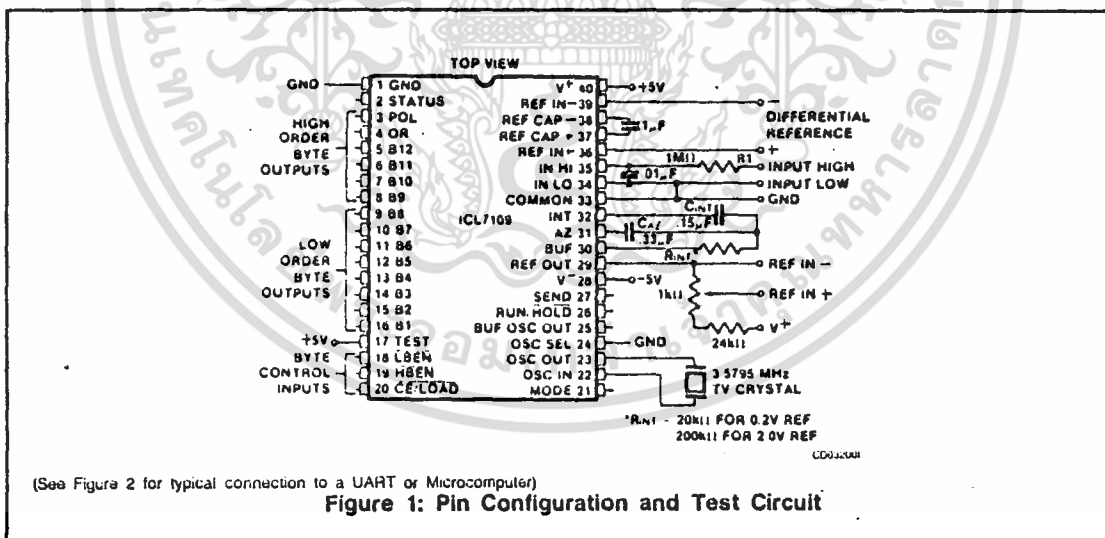 TOP VIEW
GND
1 GND
2 STATUS
3 POL
4 OR
5 B12
6 B11
7 B10
8 B9
9 B8
10 B7
11 B6
12 B5
13 B4
14 B3
15 B2
16 B1
17 TEST
18 LBEN
19 HBEN
20 CE/LOAD
HIGH
ORDER
BYTE
OUTPUTS
LOW
ORDER
BYTE
OUTPUTS
+5V
BYTE
CONTROL
INPUTS
ICL7109
V+ 40
REF IN- 39
REF CAP- 38
REF CAP+ 37
REF IN+ 36
IN HI 35
IN LO 34
COMMON 33
INT 32
AZ 31
BUF 30
REF OUT 29
V- 28
SEND 27
RUN/HOLD 26
BUF OSC OUT 25
OSC SEL 24
OSC OUT 23
OSC IN 22
MODE 21
+5V
-
DIFFERENTIAL
REFERENCE
+
1µF
1MΩ
R1
INPUT HIGH
.01µF
INPUT LOW
GND
CINT
.15µF
CAZ
.33µF
RINT*
REF IN -
-5V
1kΩ
REF IN +
V+
24kΩ
GND
3.5795 MHz
TV CRYSTAL
*RINT - 20kΩ FOR 0.2V REF
200kΩ FOR 2.0V REF
(See Figure 2 for typical connection to a UART or Microcomputer)
Figure 1: Pin Configuration and Test Circuit